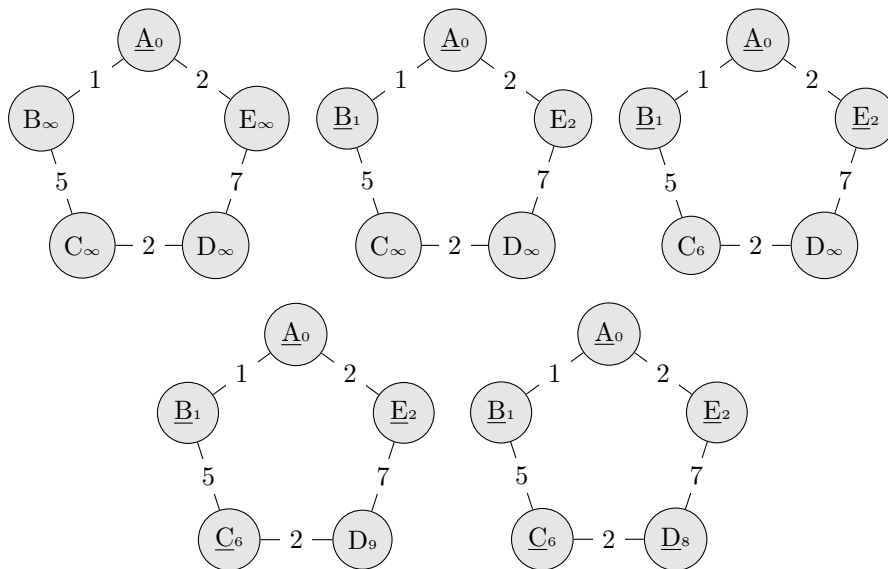 A₀ A₀ A₀
1 2 1 2 1 2
B∞ E∞ B₁ E₂ B₁ E₂
5 7 5 7 5 7
C∞ 2 D∞ C∞ 2 D∞ C₆ 2 D∞
A₀ A₀
1 2 1 2
B₁ E₂ B₁ E₂
5 7 5 7
C₆ 2 D₉ C₆ 2 D₈